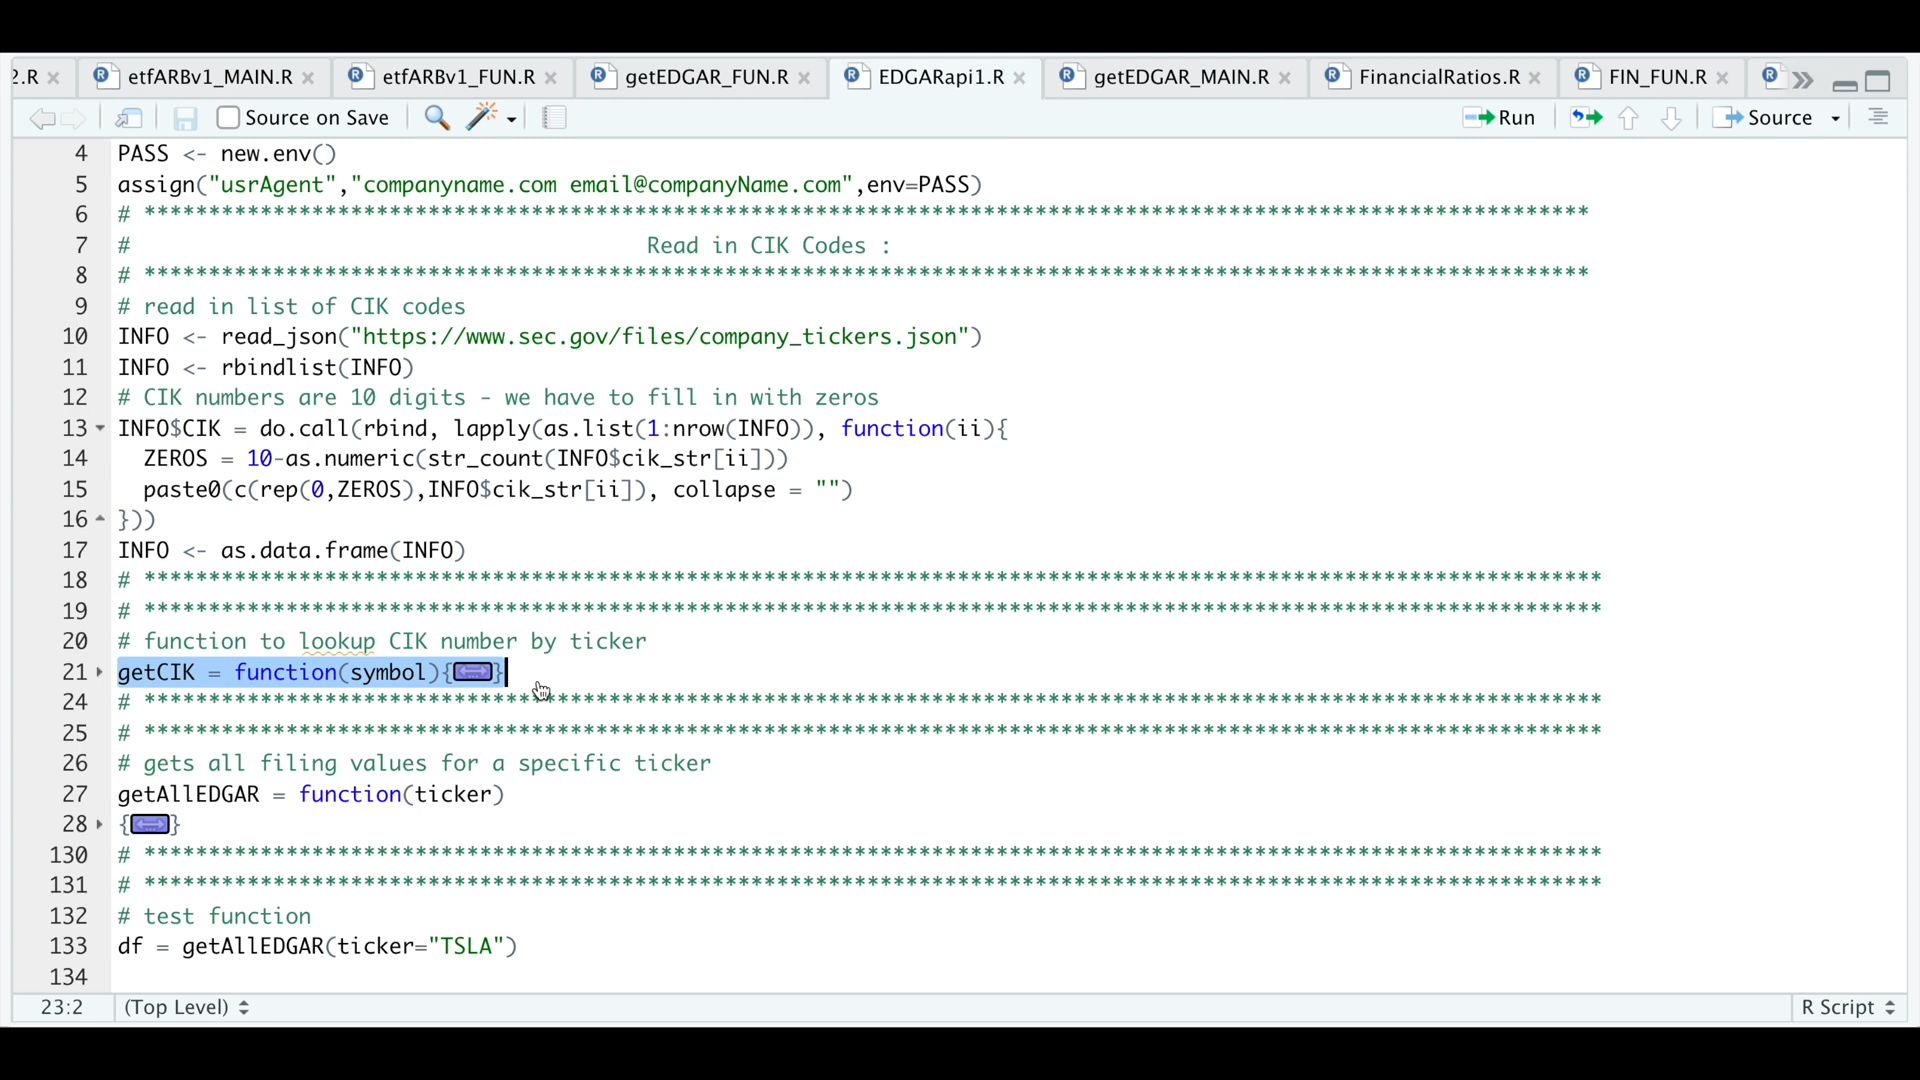 2.R etfARBv1_MAIN.R etfARBv1_FUN.R getEDGAR_FUN.R EDGARapi1.R getEDGAR_MAIN.R FinancialRatios.R FIN_FUN.R
Source on Save Run Source
4 PASS <- new.env()
5 assign("usrAgent","companyname.com email@companyName.com",env=PASS)
6 # ****************************************************************************************************************
7 # Read in CIK Codes :
8 # ****************************************************************************************************************
9 # read in list of CIK codes
10 INFO <- read_json("https://www.sec.gov/files/company_tickers.json")
11 INFO <- rbindlist(INFO)
12 # CIK numbers are 10 digits - we have to fill in with zeros
13 INFO$CIK = do.call(rbind, lapply(as.list(1:nrow(INFO)), function(ii){
14 ZEROS = 10-as.numeric(str_count(INFO$cik_str[ii]))
15 paste0(c(rep(0,ZEROS),INFO$cik_str[ii]), collapse = "")
16 }))
17 INFO <- as.data.frame(INFO)
18 # *****************************************************************************************************************
19 # *****************************************************************************************************************
20 # function to lookup CIK number by ticker
21 getCIK = function(symbol){}
24 # *****************************************************************************************************************
25 # *****************************************************************************************************************
26 # gets all filing values for a specific ticker
27 getAllEDGAR = function(ticker)
28 {}
130 # *****************************************************************************************************************
131 # *****************************************************************************************************************
132 # test function
133 df = getAllEDGAR(ticker="TSLA")
134
23:2 (Top Level) R Script